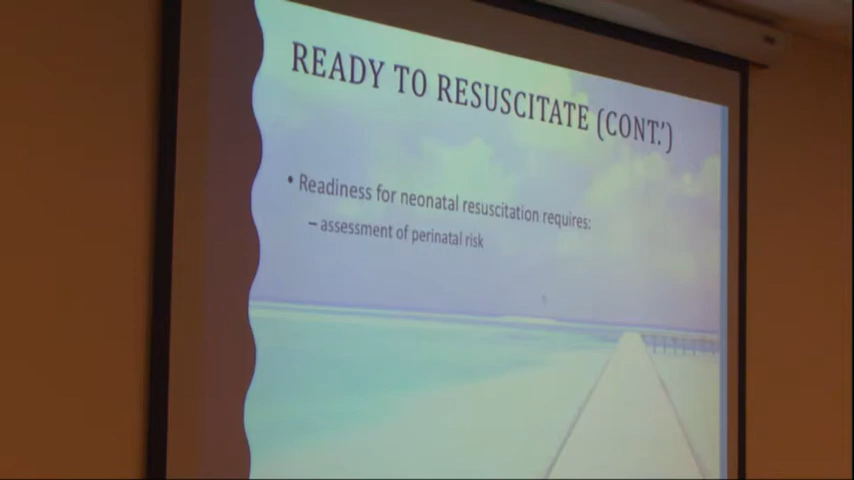 READY TO RESUSCITATE (CONT.')
• Readiness for neonatal resuscitation requires:
– assessment of perinatal risk